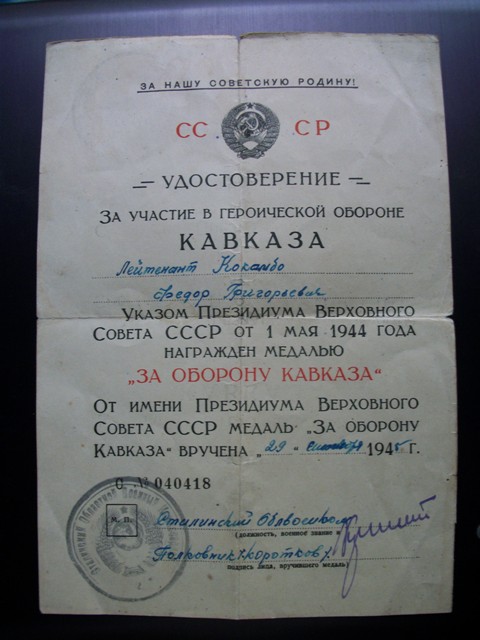 ЗА НАШУ СОВЕТСКУЮ РОДИНУ!
СС СР
УДОСТОВЕРЕНИЕ
ЗА УЧАСТИЕ В ГЕРОИЧЕСКОЙ ОБОРОНЕ
КАВКАЗА
Лейтенант Кокамбо
Федор Григорьевич
УКАЗОМ ПРЕЗИДИУМА ВЕРХОВНОГО
СОВЕТА СССР ОТ 1 МАЯ 1944 ГОДА
НАГРАЖДЕН МЕДАЛЬЮ
„ЗА ОБОРОНУ КАВКАЗА“
ОТ ИМЕНИ ПРЕЗИДИУМА ВЕРХОВНОГО
СОВЕТА СССР МЕДАЛЬ „ЗА ОБОРОНУ
КАВКАЗА“ ВРУЧЕНА „29“ 1945 г.
О № 040418
М. П.
Сталинский Облвоенком
(должность, военное звание и
Полковник /Коротков/
подпись лица, вручившего медаль)